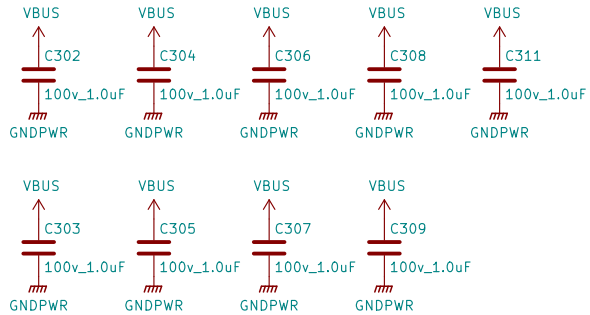 VBUS VBUS VBUS VBUS VBUS
C302 C304 C306 C308 C311
100v_1.0uF 100v_1.0uF 100v_1.0uF 100v_1.0uF 100v_1.0uF
GNDPWR GNDPWR GNDPWR GNDPWR GNDPWR
VBUS VBUS VBUS VBUS
C303 C305 C307 C309
100v_1.0uF 100v_1.0uF 100v_1.0uF 100v_1.0uF
GNDPWR GNDPWR GNDPWR GNDPWR